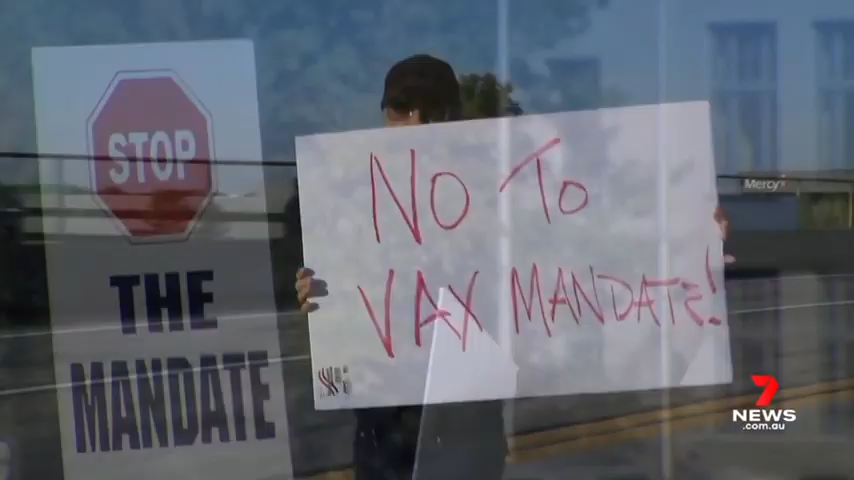 STOP
THE
MANDATE
NO TO
VAX MANDATE!
Mercy
7
NEWS
.com.au